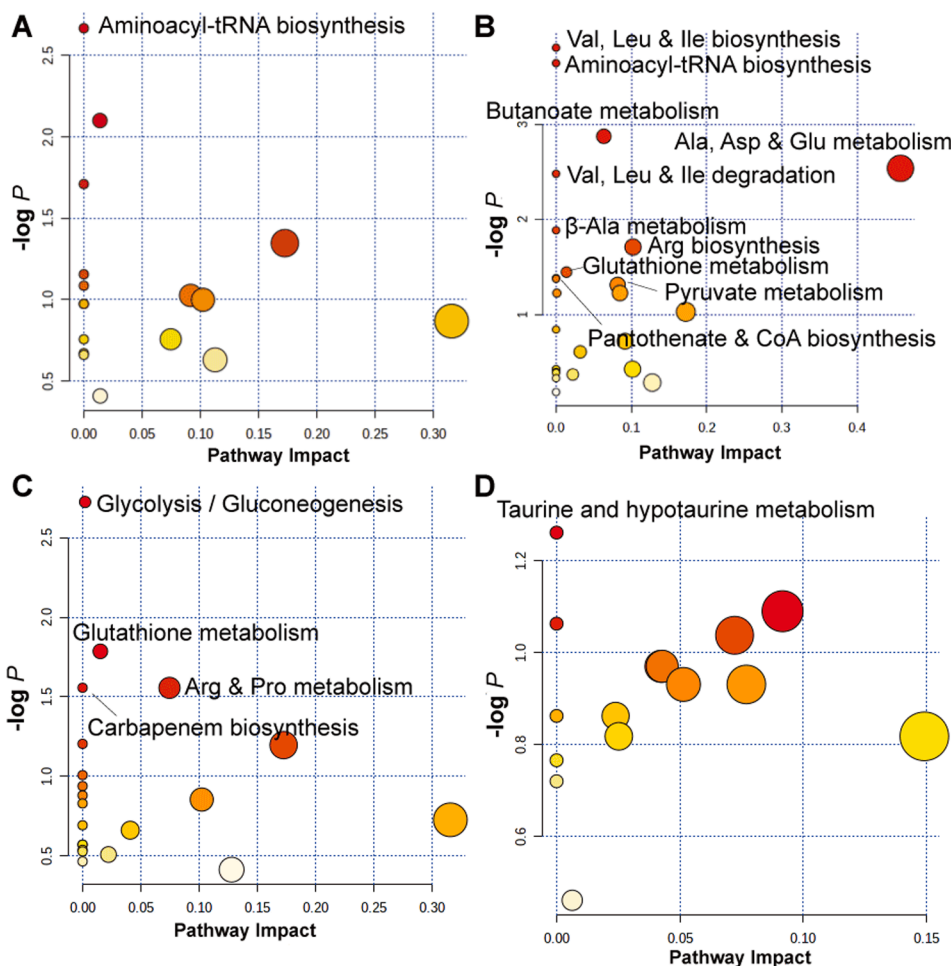 A
Aminoacyl-tRNA biosynthesis
2.5
2.0
1.5
1.0
0.5
-log P
0.00 0.05 0.10 0.15 0.20 0.25 0.30
Pathway Impact
B
Val, Leu & Ile biosynthesis
Aminoacyl-tRNA biosynthesis
Butanoate metabolism
Ala, Asp & Glu metabolism
Val, Leu & Ile degradation
β-Ala metabolism
Arg biosynthesis
Glutathione metabolism
Pyruvate metabolism
Pantothenate & CoA biosynthesis
3
2
1
-log P
0.0 0.1 0.2 0.3 0.4
Pathway Impact
C
Glycolysis / Gluconeogenesis
Glutathione metabolism
Arg & Pro metabolism
Carbapenem biosynthesis
2.5
2.0
1.5
1.0
0.5
-log P
0.00 0.05 0.10 0.15 0.20 0.25 0.30
Pathway Impact
D
Taurine and hypotaurine metabolism
1.2
1.0
0.8
0.6
-log P
0.00 0.05 0.10 0.15
Pathway Impact